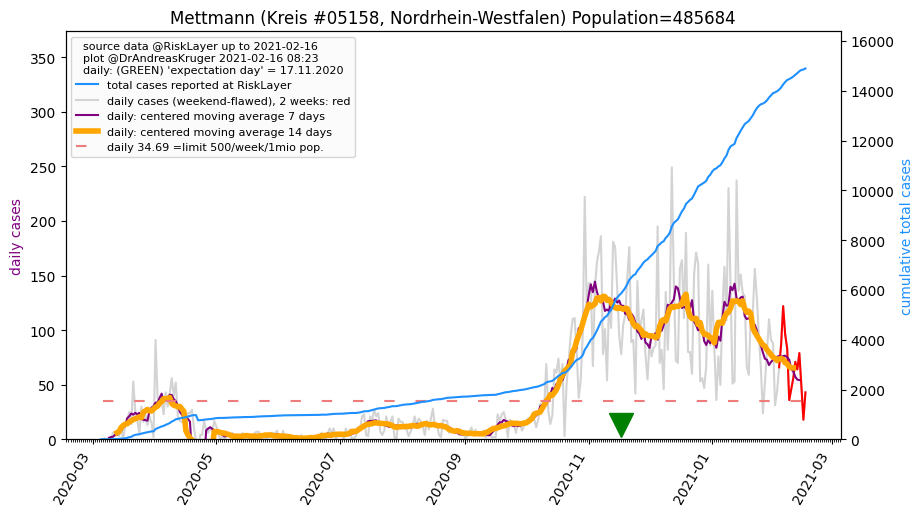 Mettmann (Kreis #05158, Nordrhein-Westfalen) Population=485684
source data @RiskLayer up to 2021-02-16
plot @DrAndreasKruger 2021-02-16 08:23
daily: (GREEN) 'expectation day' = 17.11.2020
total cases reported at RiskLayer
daily cases (weekend-flawed), 2 weeks: red
daily: centered moving average 7 days
daily: centered moving average 14 days
daily 34.69 =limit 500/week/1mio pop.
daily cases
350
300
250
200
150
100
50
0
16000
14000
12000
10000
8000
6000
4000
2000
0
cumulative total cases
2020-03
2020-05
2020-07
2020-09
2020-11
2021-01
2021-03